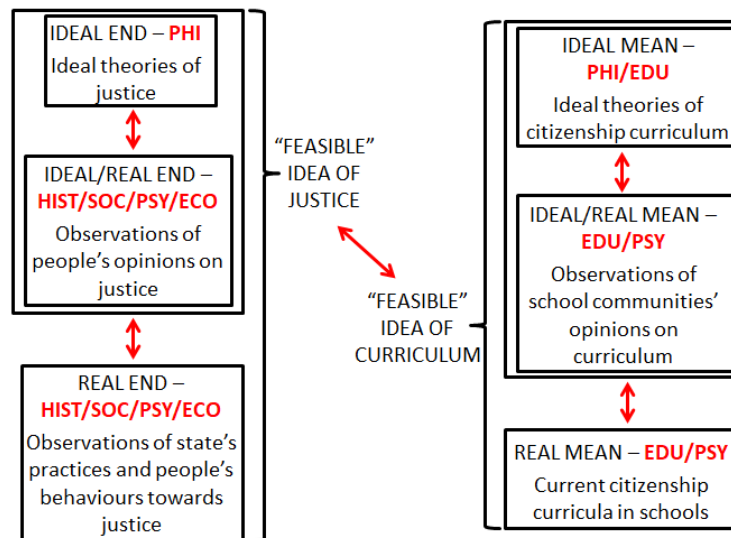 IDEAL END – PHI
Ideal theories of
justice
IDEAL/REAL END –
HIST/SOC/PSY/ECO
Observations of
people's opinions on
justice
REAL END –
HIST/SOC/PSY/ECO
Observations of state's
practices and people's
behaviours towards
justice
"FEASIBLE"
IDEA OF
JUSTICE
"FEASIBLE"
IDEA OF
CURRICULUM
IDEAL MEAN –
PHI/EDU
Ideal theories of
citizenship curriculum
IDEAL/REAL MEAN –
EDU/PSY
Observations of
school communities'
opinions on
curriculum
REAL MEAN – EDU/PSY
Current citizenship
curricula in schools